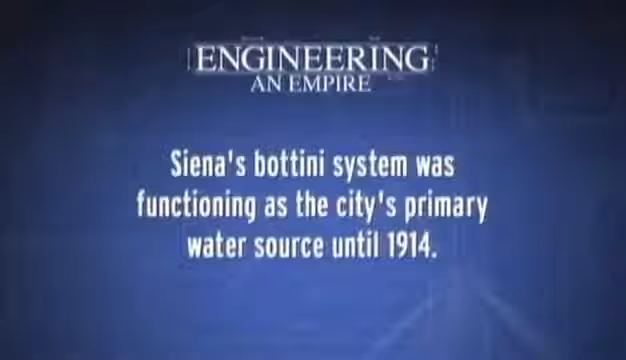 ENGINEERING
AN EMPIRE
Siena's bottini system was
functioning as the city's primary
water source until 1914.